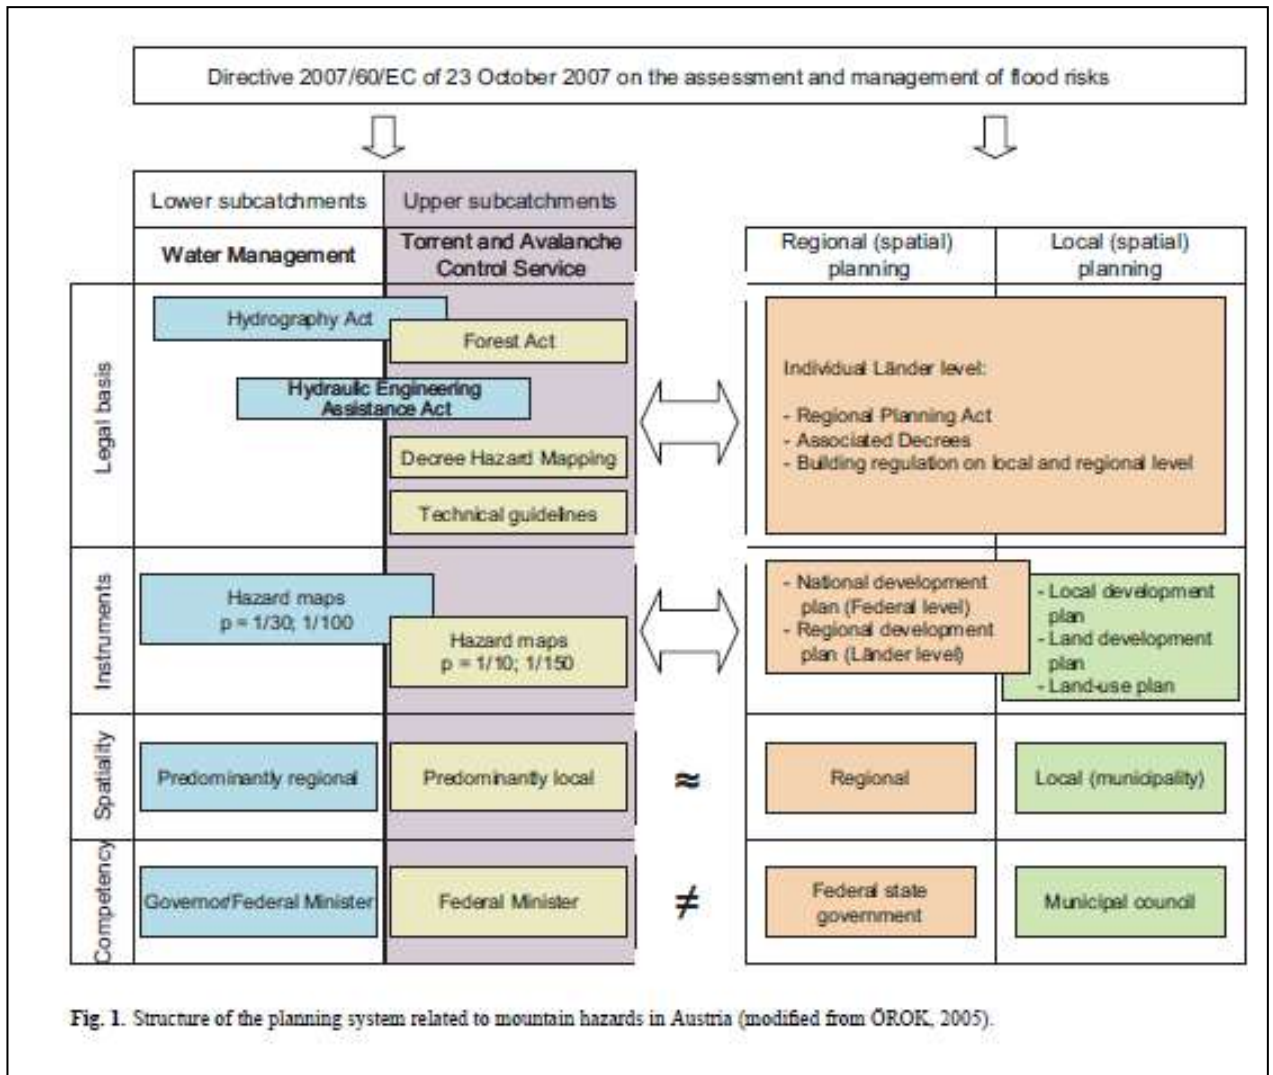 Directive 2007/60/EC of 23 October 2007 on the assessment and management of flood risks
Lower subcatchments
Upper subcatchments
Water Management
Torrent and Avalanche
Control Service
Regional (spatial)
planning
Local (spatial)
planning
Legal basis
Hydrography Act
Forest Act
Hydraulic Engineering
Assistance Act
Decree Hazard Mapping
Technical guidelines
Individual Länder level:
- Regional Planning Act
- Associated Decrees
- Building regulation on local and regional level
Instruments
Hazard maps
p = 1/30; 1/100
Hazard maps
p = 1/10; 1/150
- National development
plan (Federal level)
- Regional development
plan (Länder level)
- Local development
plan
- Land development
plan
- Land-use plan
Spatiality
Predominantly regional
Predominantly local
≈
Regional
Local (municipality)
Competency
Governor/Federal Minister
Federal Minister
≠
Federal state
government
Municipal council
Fig. 1. Structure of the planning system related to mountain hazards in Austria (modified from ÖROK, 2005).